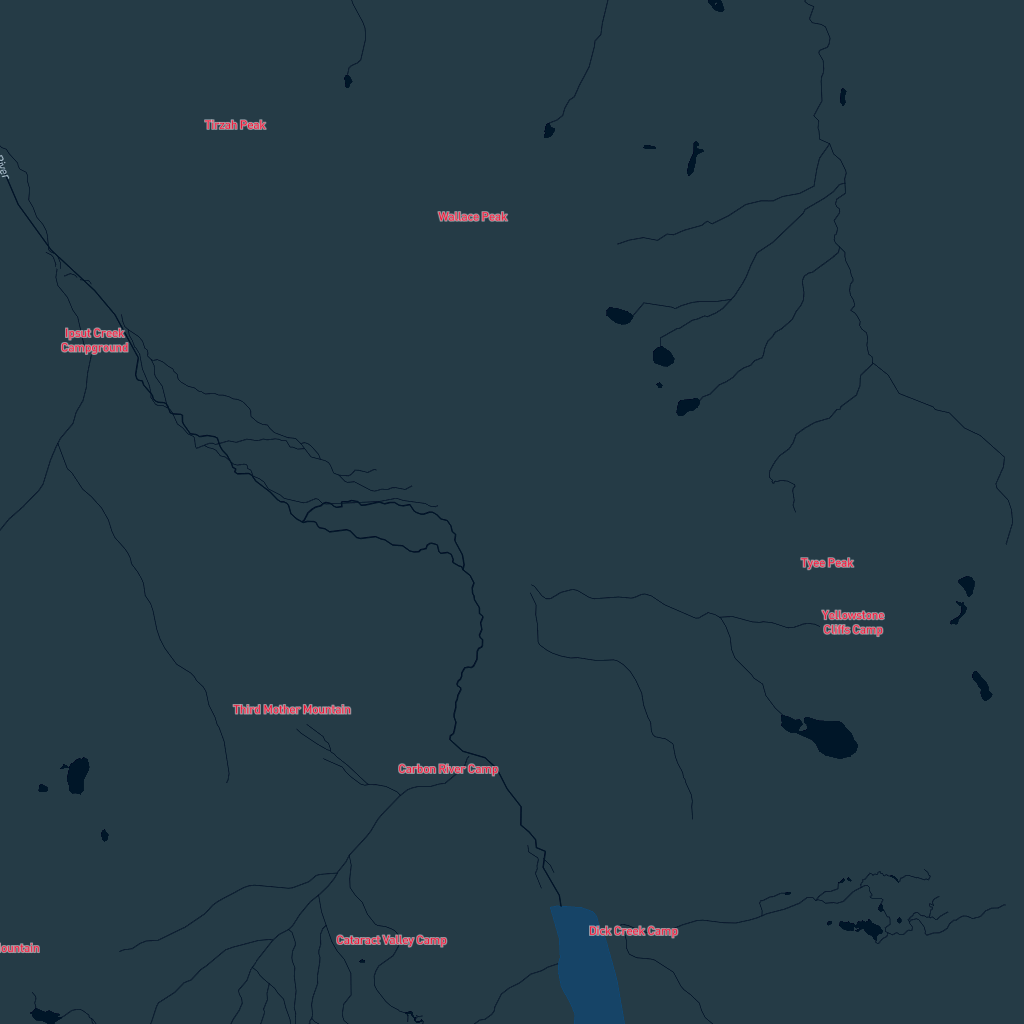 Tirzah Peak
River
Wallace Peak
Ipsut Creek
Campground
Tyee Peak
Yellowstone
Cliffs Camp
Third Mother Mountain
Carbon River Camp
Dick Creek Camp
Cataract Valley Camp
ountain